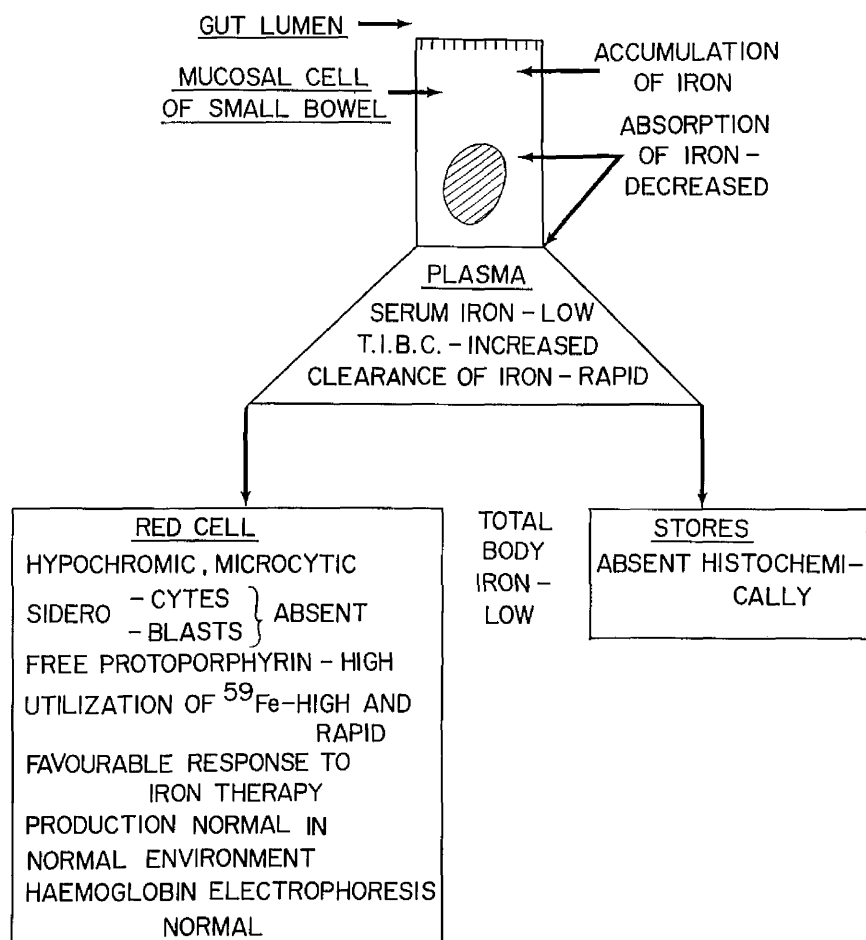 GUT LUMEN
MUCOSAL CELL
OF SMALL BOWEL
ACCUMULATION
OF IRON
ABSORPTION
OF IRON –
DECREASED
PLASMA
SERUM IRON – LOW
T.I.B.C. – INCREASED
CLEARANCE OF IRON – RAPID
RED CELL
HYPOCHROMIC, MICROCYTIC
SIDERO – CYTES } ABSENT
– BLASTS
FREE PROTOPORPHYRIN – HIGH
UTILIZATION OF 59Fe – HIGH AND
RAPID
FAVOURABLE RESPONSE TO
IRON THERAPY
PRODUCTION NORMAL IN
NORMAL ENVIRONMENT
HAEMOGLOBIN ELECTROPHORESIS
NORMAL
TOTAL
BODY
IRON –
LOW
STORES
ABSENT HISTOCHEMI –
CALLY